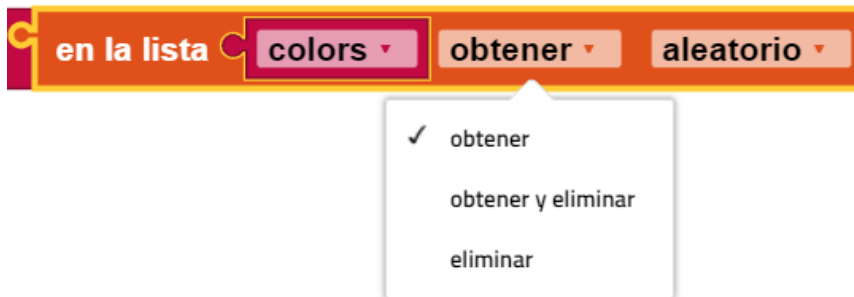 en la lista colors obtener aleatorio
✓ obtener
obtener y eliminar
eliminar